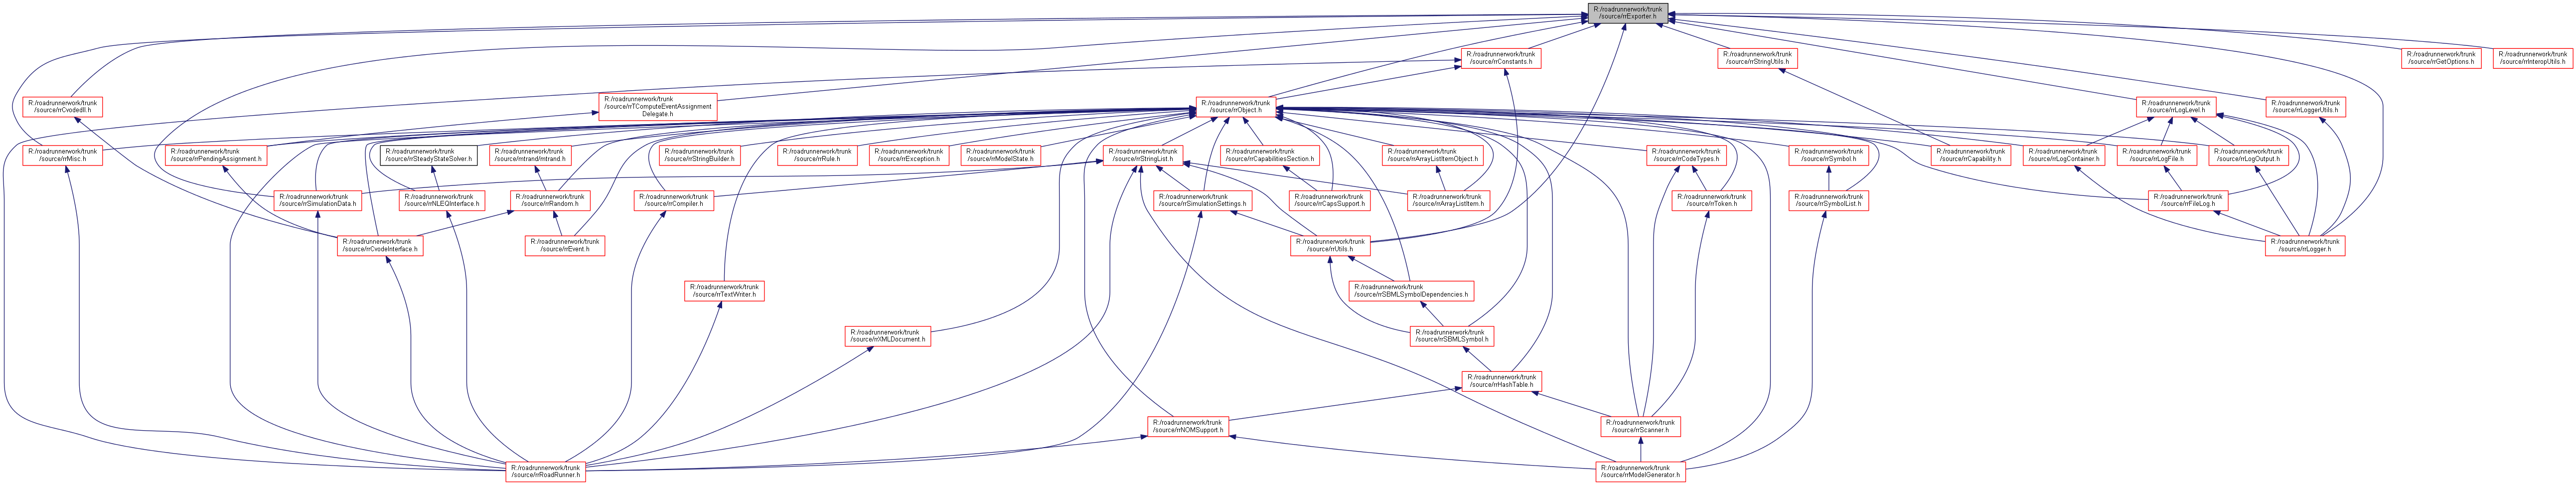 R:/roadrunnerwork/trunk
/source/rrExporter.h
R:/roadrunnerwork/trunk
/source/rrConstants.h
R:/roadrunnerwork/trunk
/source/rrStringUtils.h
R:/roadrunnerwork/trunk
/source/rrGetOptions.h
R:/roadrunnerwork/trunk
/source/rrInteropUtils.h
R:/roadrunnerwork/trunk
/source/rrCvodedll.h
R:/roadrunnerwork/trunk
/source/rrTComputeEventAssignment
Delegate.h
R:/roadrunnerwork/trunk
/source/rrObject.h
R:/roadrunnerwork/trunk
/source/rrLogLevel.h
R:/roadrunnerwork/trunk
/source/rrLoggerUtils.h
R:/roadrunnerwork/trunk
/source/rrMisc.h
R:/roadrunnerwork/trunk
/source/rrPendingAssignment.h
R:/roadrunnerwork/trunk
/source/rrSteadyStateSolver.h
R:/roadrunnerwork/trunk
/source/mtrand/mtrand.h
R:/roadrunnerwork/trunk
/source/rrStringBuilder.h
R:/roadrunnerwork/trunk
/source/rrRule.h
R:/roadrunnerwork/trunk
/source/rrException.h
R:/roadrunnerwork/trunk
/source/rrModelState.h
R:/roadrunnerwork/trunk
/source/rrStringList.h
R:/roadrunnerwork/trunk
/source/rrCapabilitiesSection.h
R:/roadrunnerwork/trunk
/source/rrArrayListItemObject.h
R:/roadrunnerwork/trunk
/source/rrCodeTypes.h
R:/roadrunnerwork/trunk
/source/rrSymbol.h
R:/roadrunnerwork/trunk
/source/rrCapability.h
R:/roadrunnerwork/trunk
/source/rrLogContainer.h
R:/roadrunnerwork/trunk
/source/rrLogFile.h
R:/roadrunnerwork/trunk
/source/rrLogOutput.h
R:/roadrunnerwork/trunk
/source/rrSimulationData.h
R:/roadrunnerwork/trunk
/source/rrNLEQInterface.h
R:/roadrunnerwork/trunk
/source/rrRandom.h
R:/roadrunnerwork/trunk
/source/rrCompiler.h
R:/roadrunnerwork/trunk
/source/rrSimulationSettings.h
R:/roadrunnerwork/trunk
/source/rrCapsSupport.h
R:/roadrunnerwork/trunk
/source/rrArrayListItem.h
R:/roadrunnerwork/trunk
/source/rrToken.h
R:/roadrunnerwork/trunk
/source/rrSymbolList.h
R:/roadrunnerwork/trunk
/source/rrFileLog.h
R:/roadrunnerwork/trunk
/source/rrCvodeInterface.h
R:/roadrunnerwork/trunk
/source/rrEvent.h
R:/roadrunnerwork/trunk
/source/rrUtils.h
R:/roadrunnerwork/trunk
/source/rrLogger.h
R:/roadrunnerwork/trunk
/source/rrTextWriter.h
R:/roadrunnerwork/trunk
/source/rrSBMLSymbolDependencies.h
R:/roadrunnerwork/trunk
/source/rrXMLDocument.h
R:/roadrunnerwork/trunk
/source/rrSBMLSymbol.h
R:/roadrunnerwork/trunk
/source/rrHashTable.h
R:/roadrunnerwork/trunk
/source/rrNOMSupport.h
R:/roadrunnerwork/trunk
/source/rrScanner.h
R:/roadrunnerwork/trunk
/source/rrRoadRunner.h
R:/roadrunnerwork/trunk
/source/rrModelGenerator.h